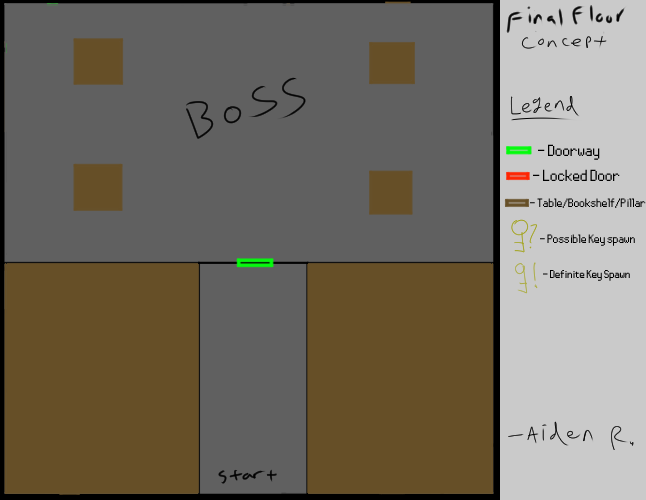 BOSS
start
Final Floor
Concept
Legend
- Doorway
- Locked Door
- Table/Bookshelf/Pillar
? - Possible Key spawn
! - Definite Key Spawn
- Aiden R.